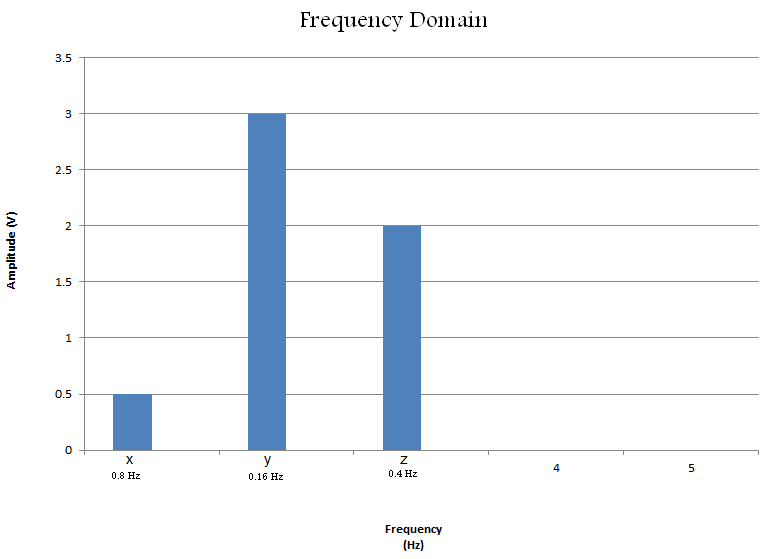 Frequency Domain
3.5
3
2.5
2
1.5
1
0.5
0
Amplitude (V)
x y z 4 5
0.8 Hz 0.16 Hz 0.4 Hz
Frequency
(Hz)